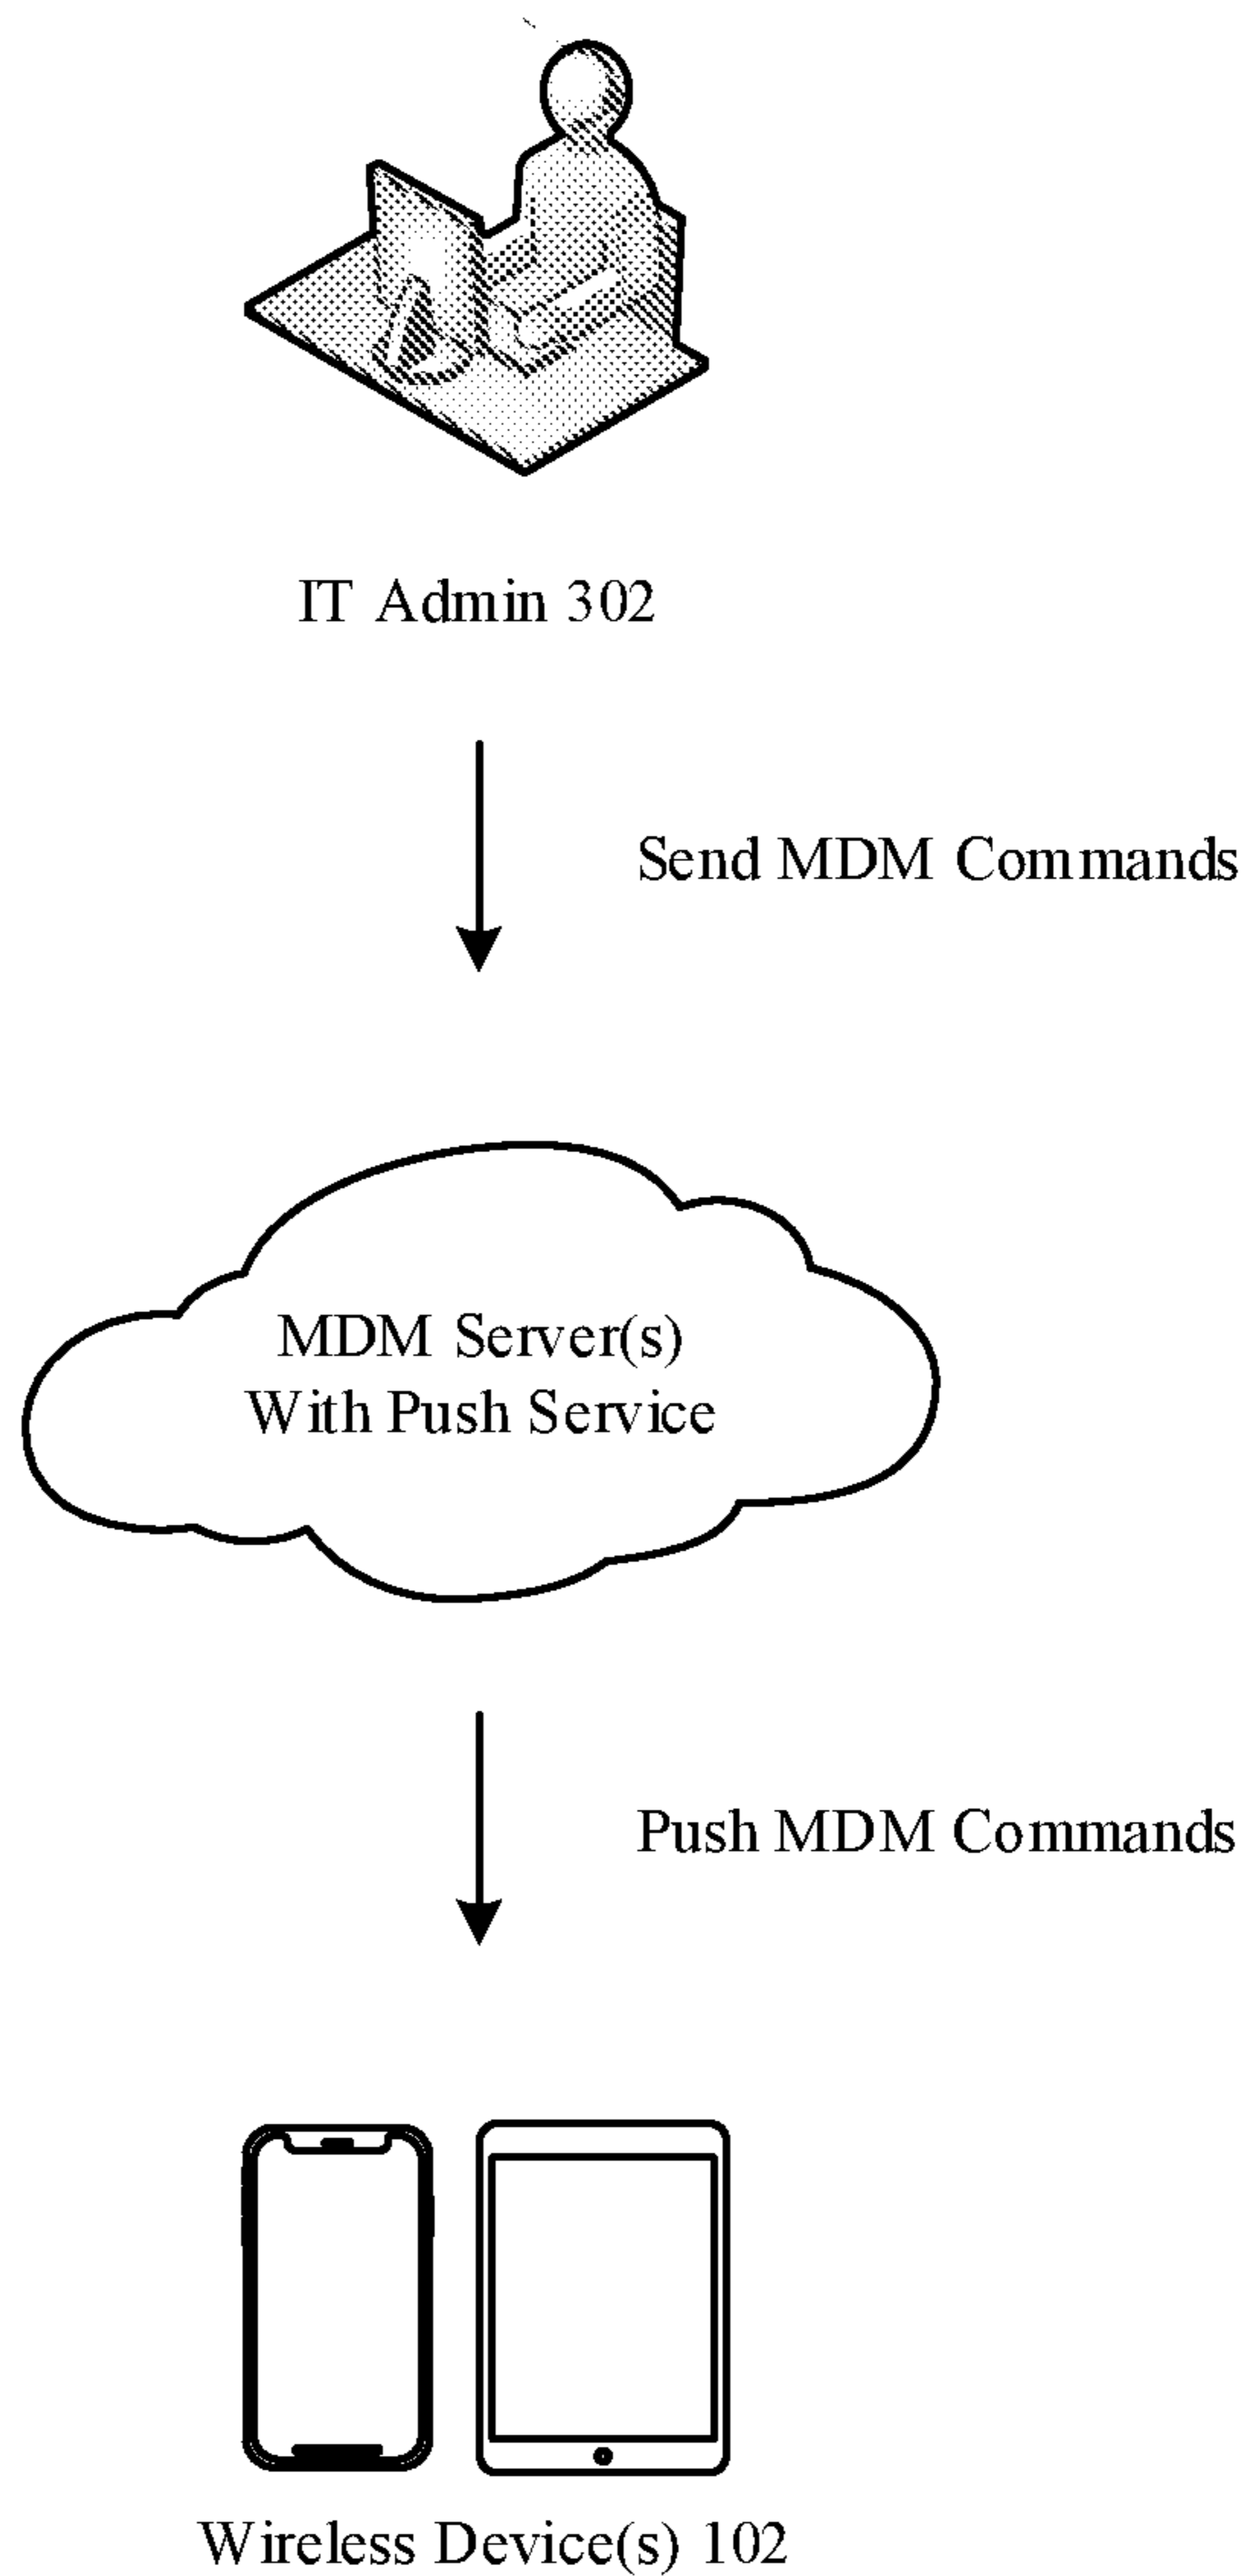 IT Admin 302
Send MDM Commands
MDM Server(s)
With Push Service
Push MDM Commands
Wireless Device(s) 102